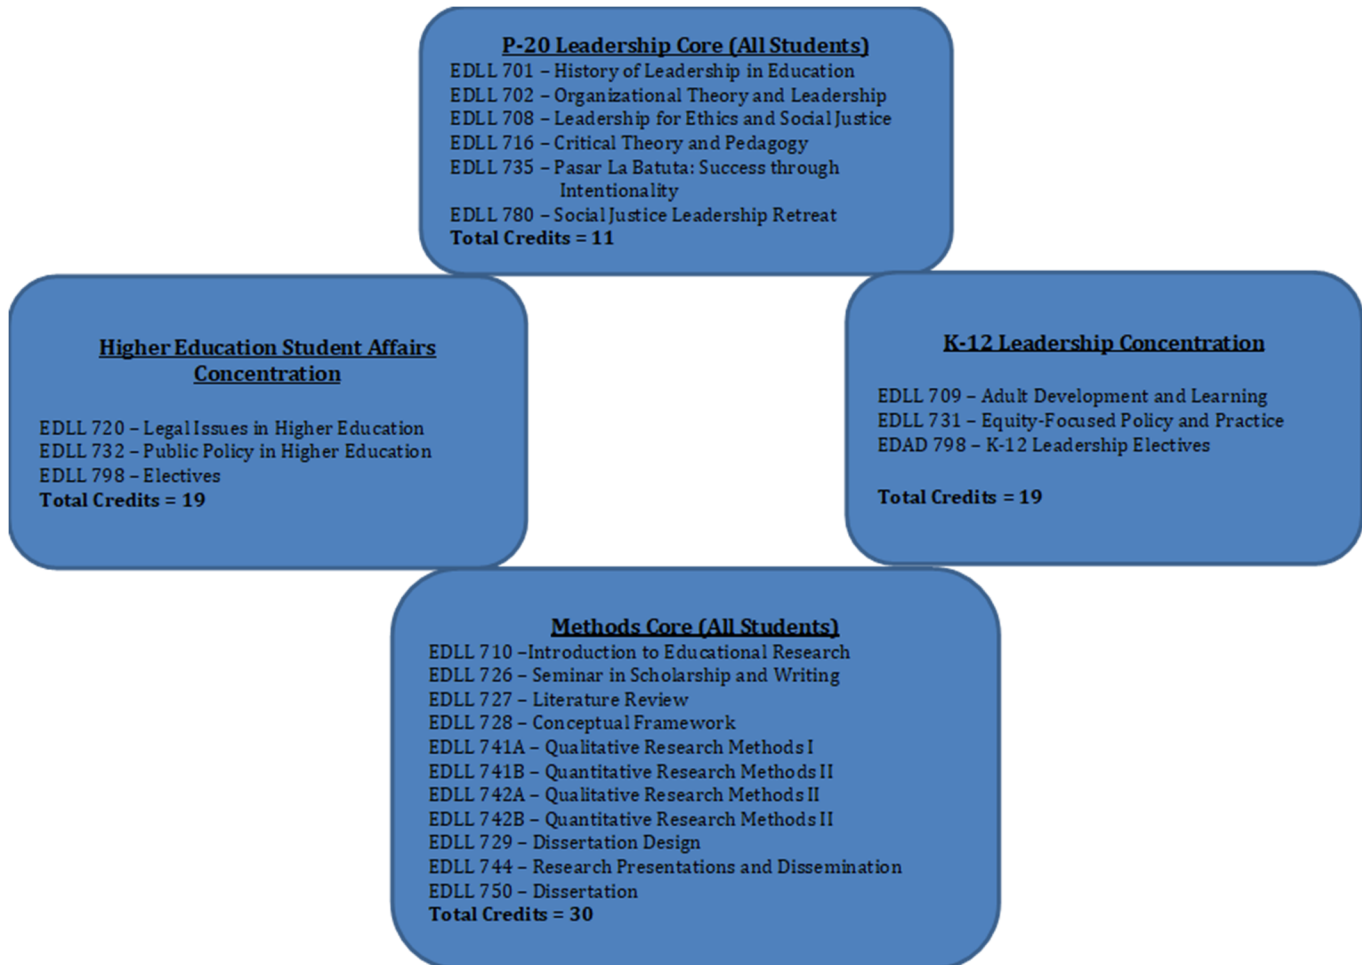 P-20 Leadership Core (All Students)
EDLL 701 – History of Leadership in Education
EDLL 702 – Organizational Theory and Leadership
EDLL 708 – Leadership for Ethics and Social Justice
EDLL 716 – Critical Theory and Pedagogy
EDLL 735 – Pasar La Batuta: Success through
Intentionality
EDLL 780 – Social Justice Leadership Retreat
Total Credits = 11
Higher Education Student Affairs
Concentration
EDLL 720 – Legal Issues in Higher Education
EDLL 732 – Public Policy in Higher Education
EDLL 798 – Electives
Total Credits = 19
K-12 Leadership Concentration
EDLL 709 – Adult Development and Learning
EDLL 731 – Equity-Focused Policy and Practice
EDAD 798 – K-12 Leadership Electives
Total Credits = 19
Methods Core (All Students)
EDLL 710 –Introduction to Educational Research
EDLL 726 – Seminar in Scholarship and Writing
EDLL 727 – Literature Review
EDLL 728 – Conceptual Framework
EDLL 741A – Qualitative Research Methods I
EDLL 741B – Quantitative Research Methods II
EDLL 742A – Qualitative Research Methods II
EDLL 742B – Quantitative Research Methods II
EDLL 729 – Dissertation Design
EDLL 744 – Research Presentations and Dissemination
EDLL 750 – Dissertation
Total Credits = 30